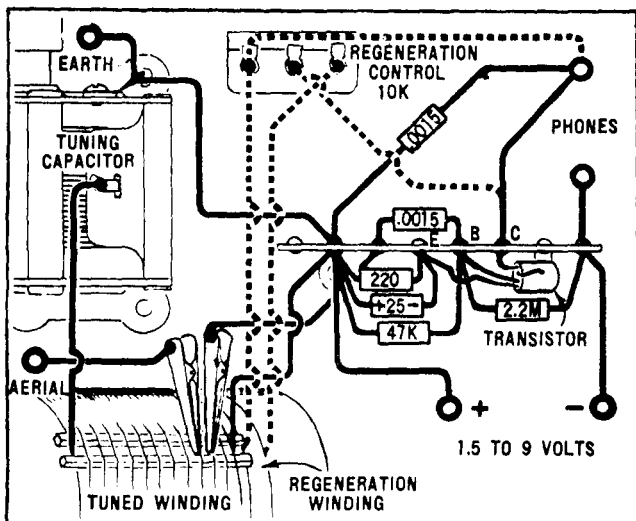 EARTH
REGENERATION
CONTROL
10K
TUNING
CAPACITOR
.0015
PHONES
.0015
E
B
C
220
+25-
47K
2.2M
TRANSISTOR
AERIAL
+
-
1.5 TO 9 VOLTS
TUNED WINDING
REGENERATION
WINDING